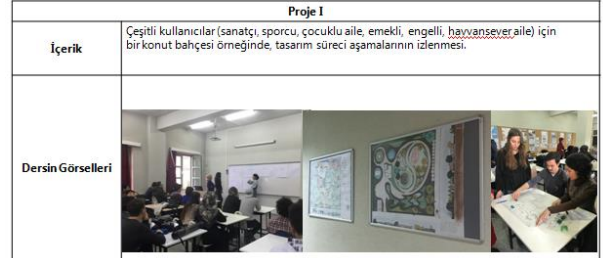 Proje I
İçerik
Çeşitli kullanıcılar (sanatçı, sporcu, çocuklu aile, emekli, engelli, hayvansever aile) için
bir konut bahçesi örneğinde, tasarım süreci aşamalarının izlenmesi.
Dersin Görselleri